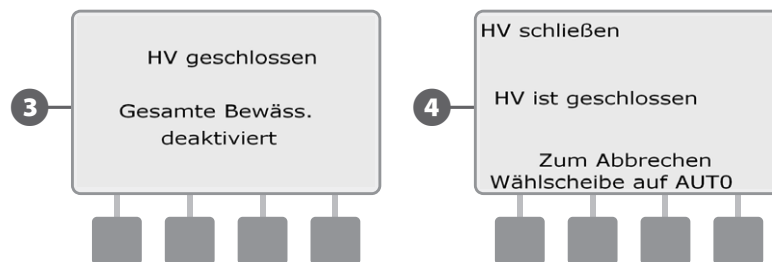 3
HV geschlossen
Gesamte Bewäss.
deaktiviert
4
HV schließen
HV ist geschlossen
Zum Abbrechen
Wählscheibe auf AUT0